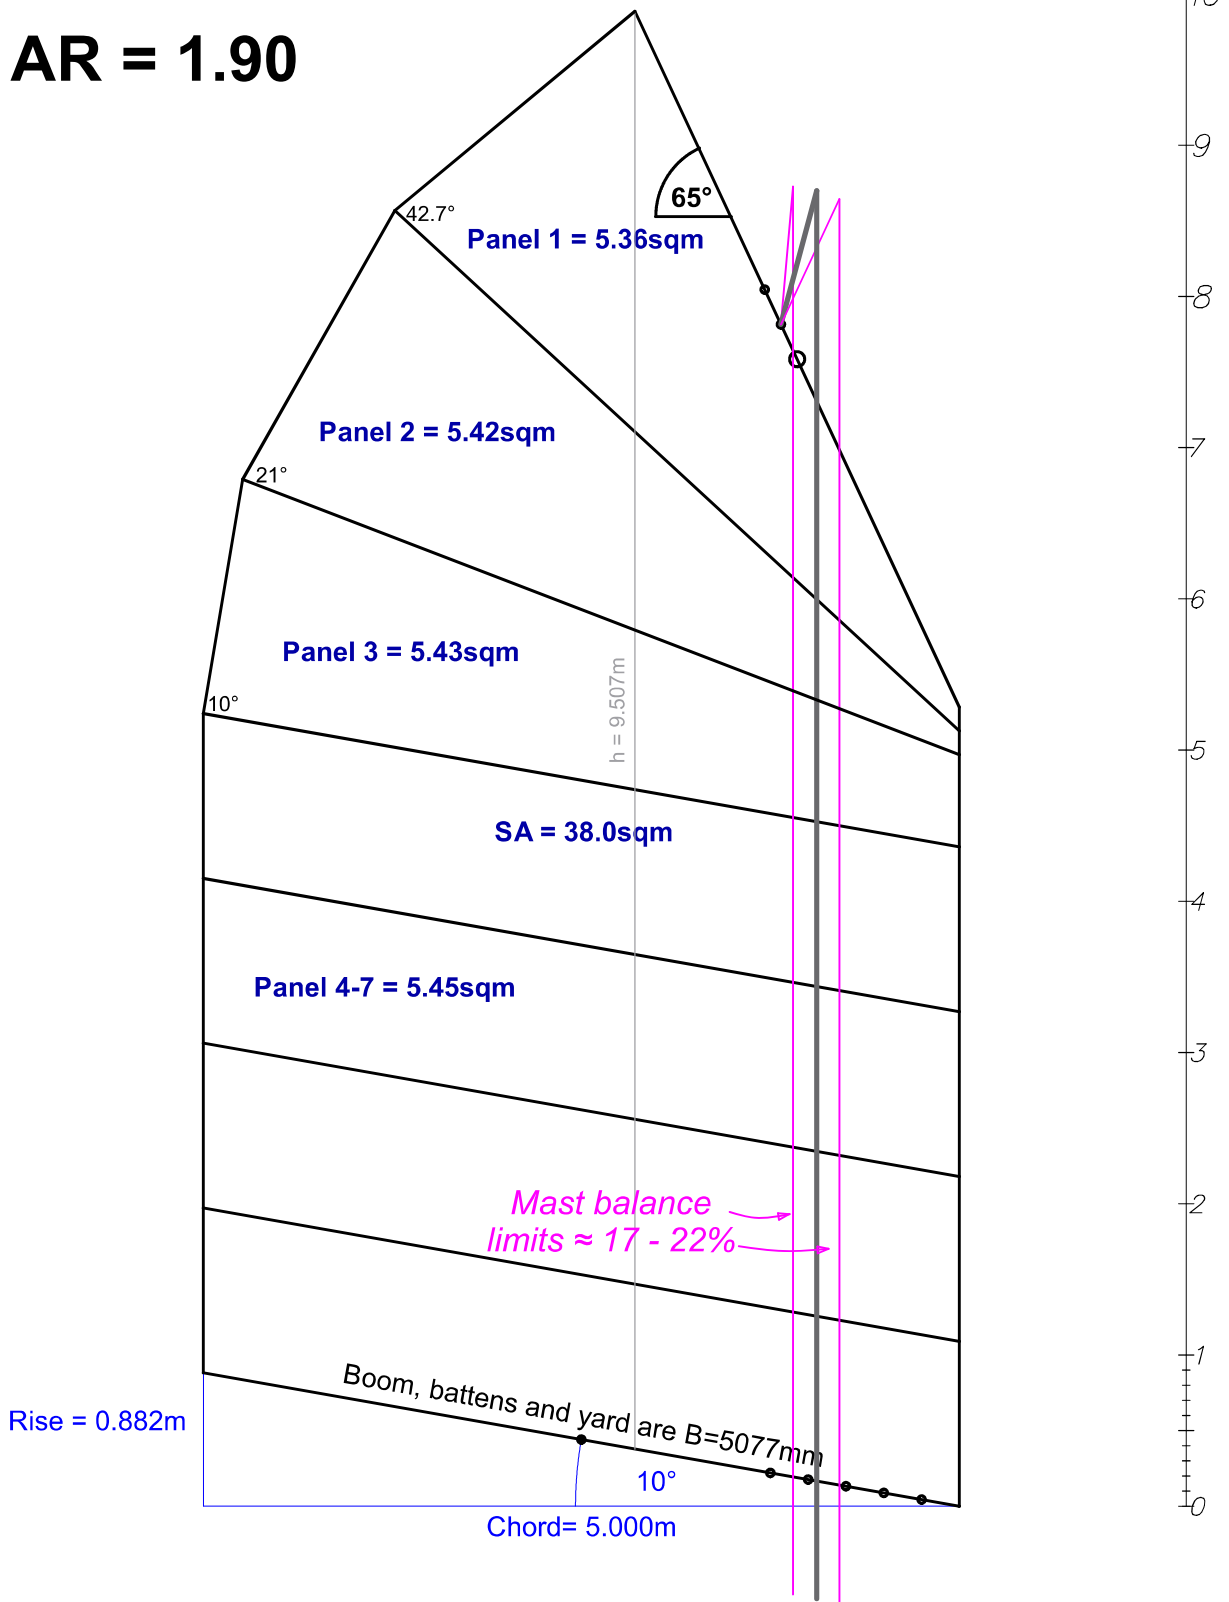 10
AR = 1.90
9
65°
42.7°
Panel 1 = 5.36sqm
8
Panel 2 = 5.42sqm
7
21°
6
Panel 3 = 5.43sqm
h = 9.507m
10°
5
SA = 38.0sqm
4
Panel 4-7 = 5.45sqm
3
Mast balance
limits ≈ 17 - 22%
2
1
Boom, battens and yard are B=5077mm
Rise = 0.882m
10°
0
Chord= 5.000m